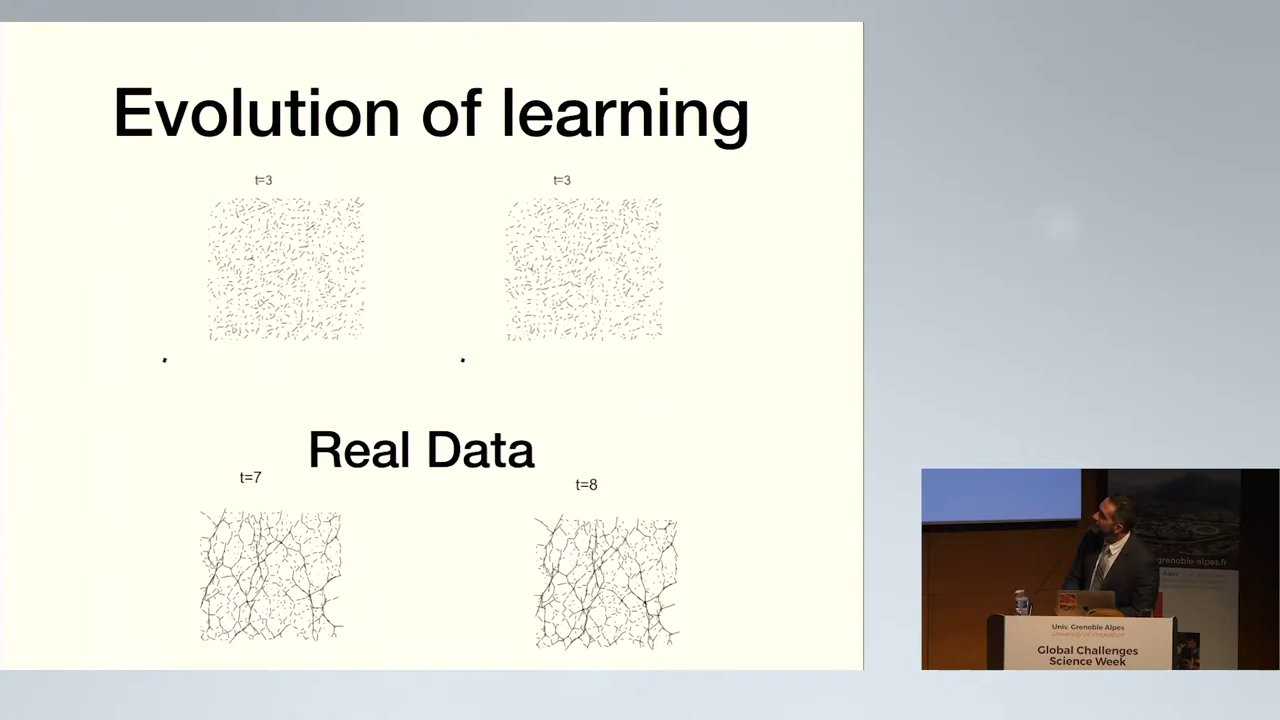 Evolution of learning
t=3
t=3
Real Data
t=7
t=8
grenoble-alpes.fr
Univ. Grenoble Alpes
University of Innovation
Global Challenges
Science Week